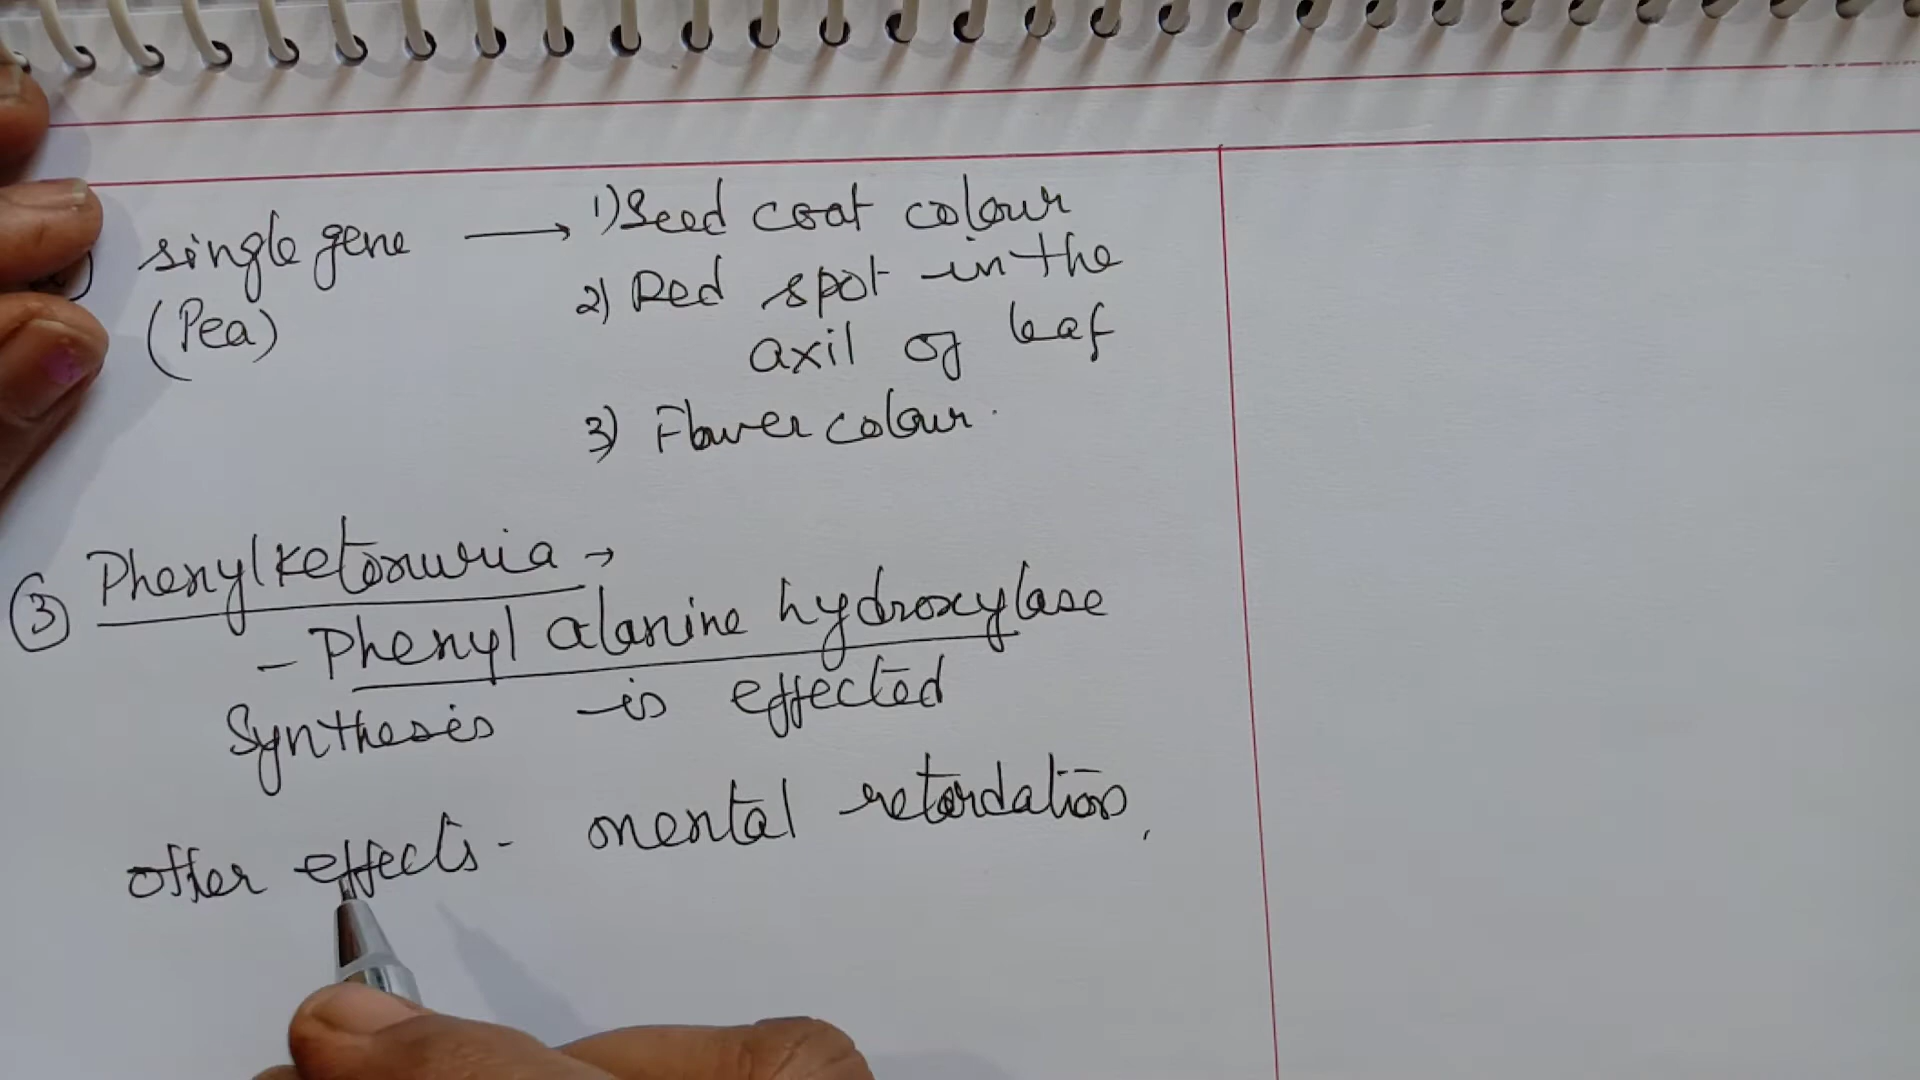 single gene → 1) Seed coat colour
(Pea)
2) Red spot in the
axil of leaf
3) Flower colour.
③ Phenylketonuria →
- Phenyl alanine hydroxylase
Synthesis is effected
other effects - mental retardation,